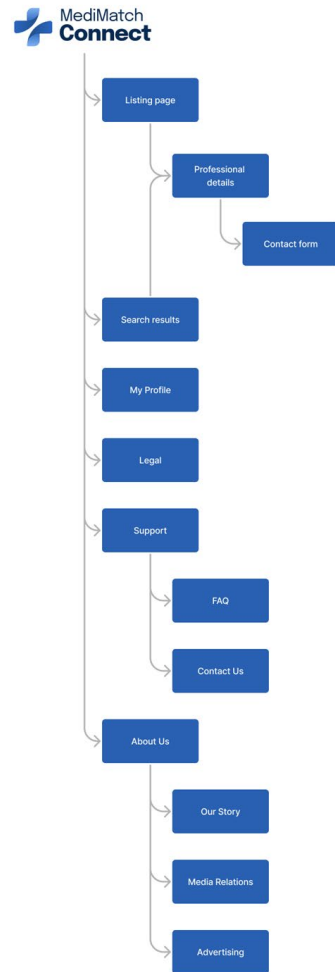 MediMatch
Connect
Listing page
Professional
details
Contact form
Search results
My Profile
Legal
Support
FAQ
Contact Us
About Us
Our Story
Media Relations
Advertising